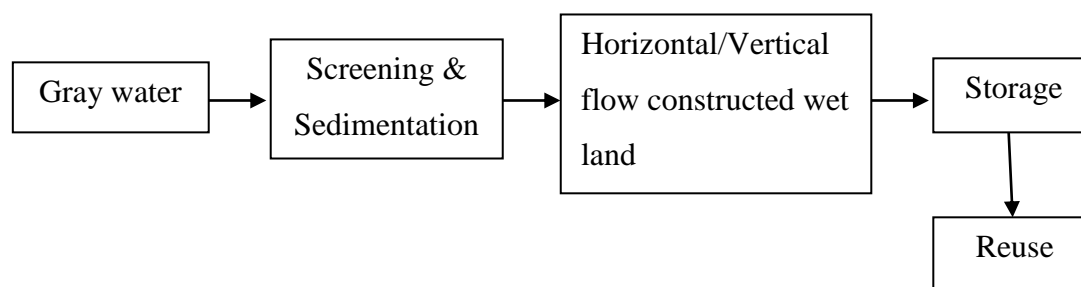 Gray water
Screening &
Sedimentation
Horizontal/Vertical
flow constructed wet
land
Storage
Reuse